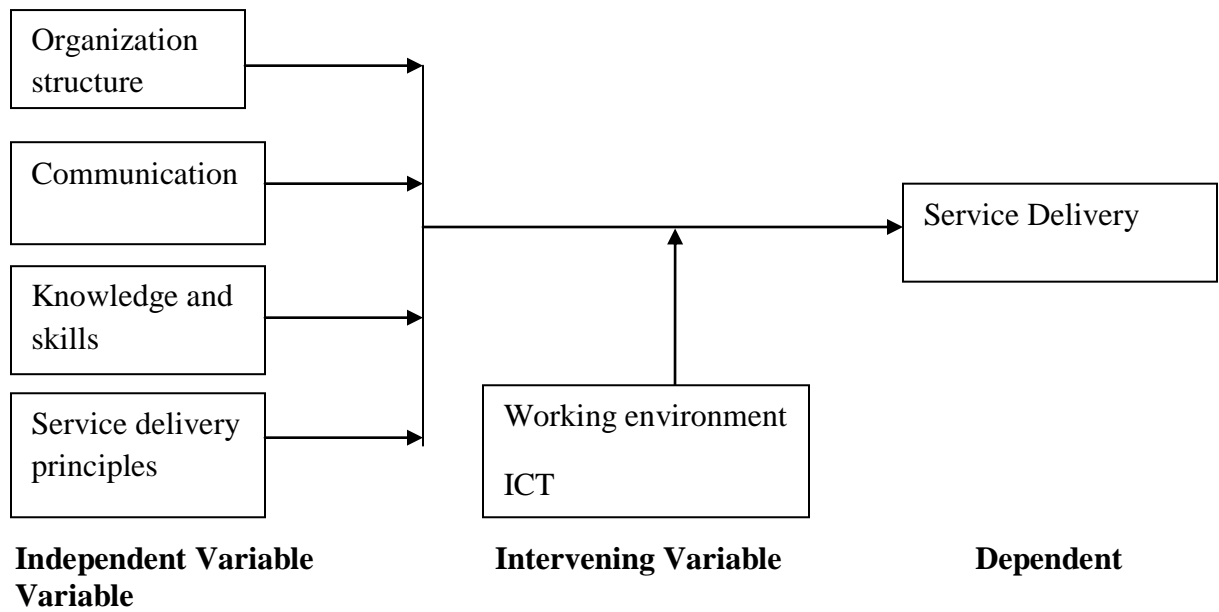 Organization
structure
Communication
Knowledge and
skills
Service delivery
principles
Service Delivery
Working environment
ICT
Independent Variable Intervening Variable Dependent
Variable